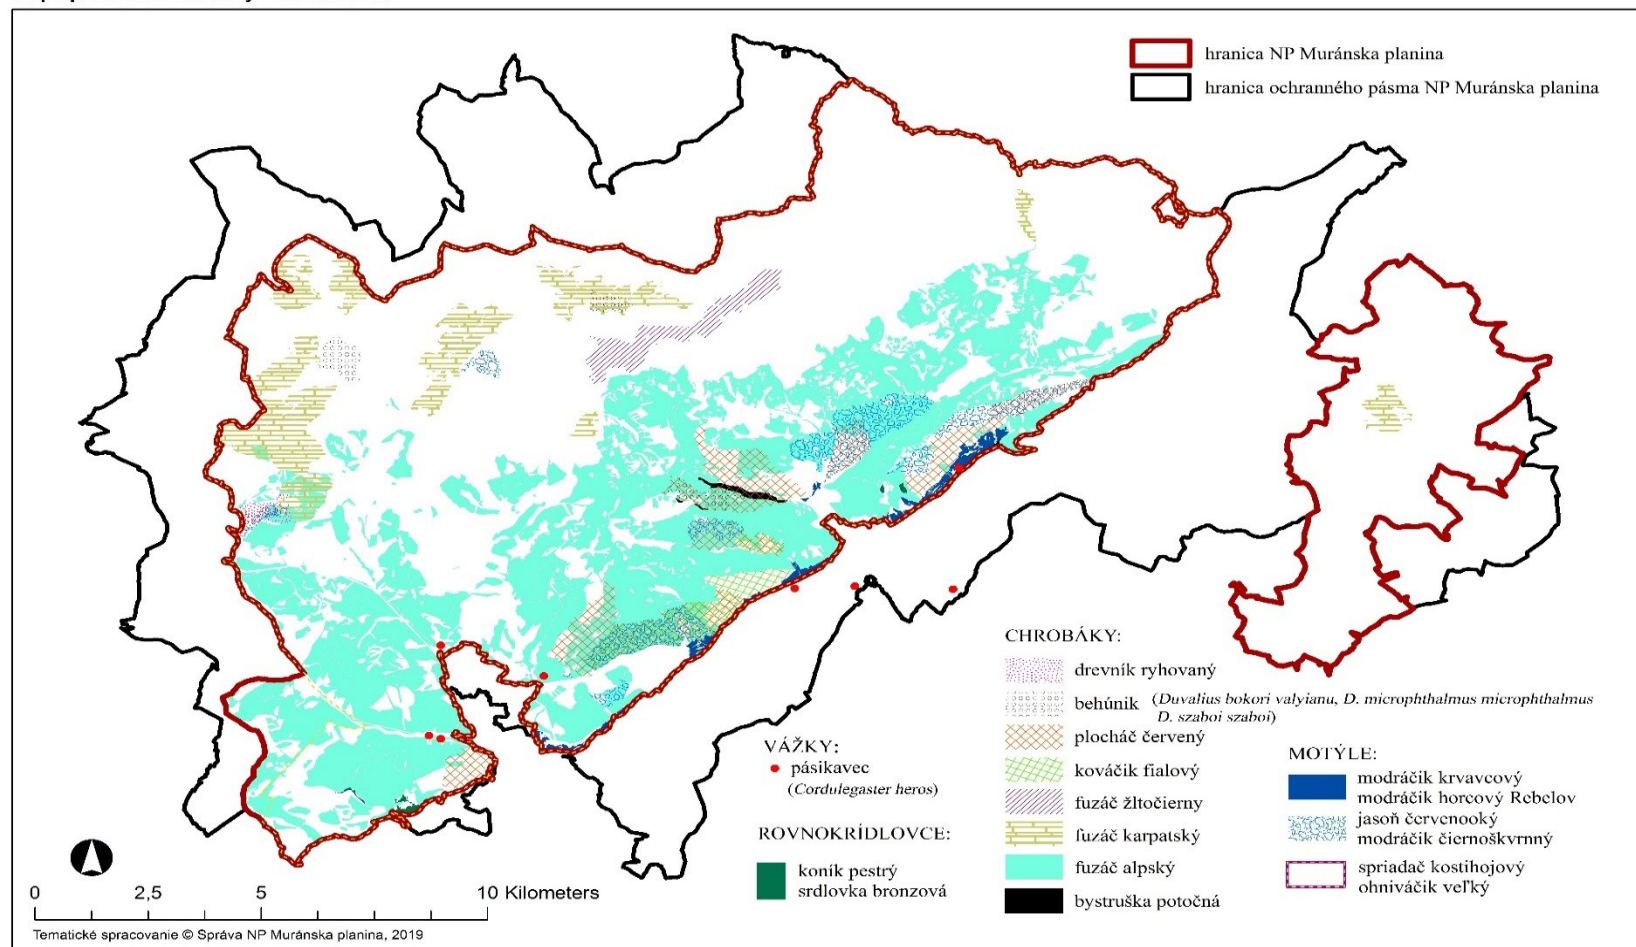 hranica NP Muránska planina
hranica ochranného pásma NP Muránska planina
CHROBÁKY:
drevník ryhovaný
behúnik (Duvalius bokori valyianu, D. microphthalmus microphthalmus
D. szaboi szaboi)
plocháč červený
kováčik fialový
fuzáč žltočierny
fuzáč karpatský
fuzáč alpský
bystruška potočná
VÁŽKY:
pásikavec
(Cordulegaster heros)
ROVNOKRÍDLOVCE:
koník pestrý
srdlovka bronzová
MOTÝLE:
modráčik krvavcový
modráčik horcový Rebelov
jasoň červenooký
modráčik čiernoškvrnný
spriadač kostihojový
ohniváčik veľký
0 2,5 5 10 Kilometers
Tematické spracovanie © Správa NP Muránska planina, 2019